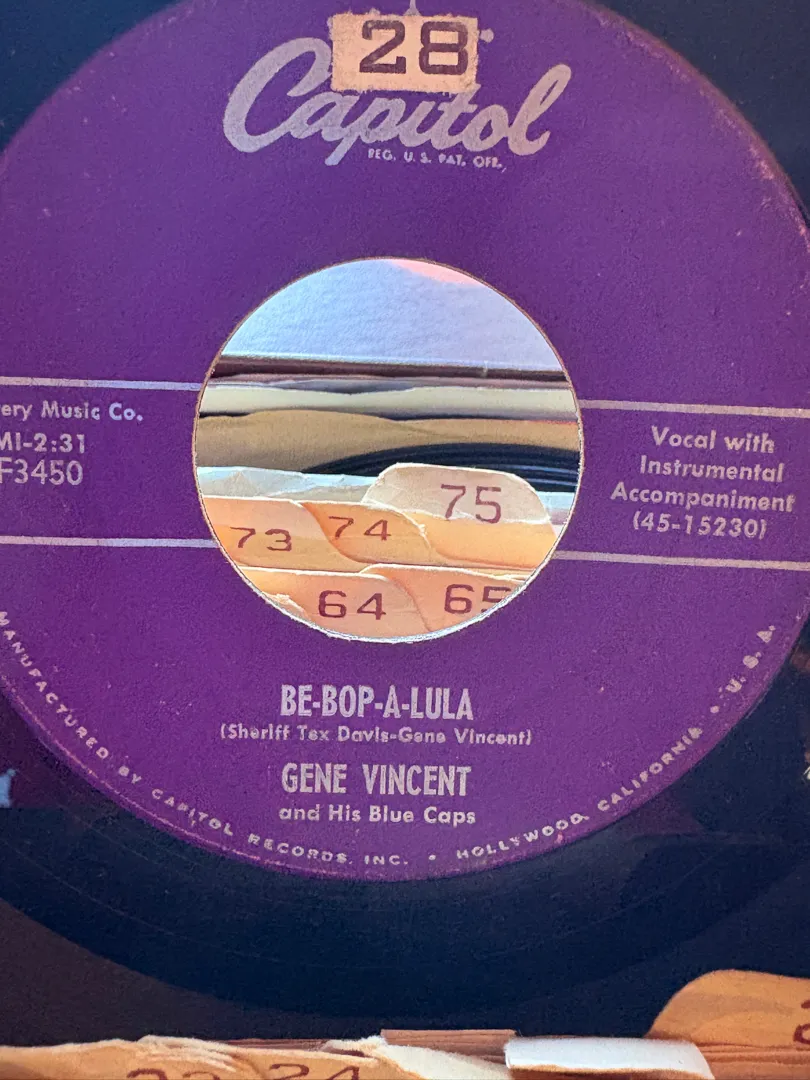 28
Capitol
REG. U. S. PAT. OFF.
ery Music Co.
MI-2:31
F3450
Vocal with
Instrumental
Accompaniment
(45-15230)
75
73 74
64 65
BE-BOP-A-LULA
(Sheriff Tex Davis-Gene Vincent)
GENE VINCENT
and His Blue Caps
MANUFACTURED BY CAPITOL RECORDS, INC. • HOLLYWOOD, CALIFORNIA • U. S. A.
24